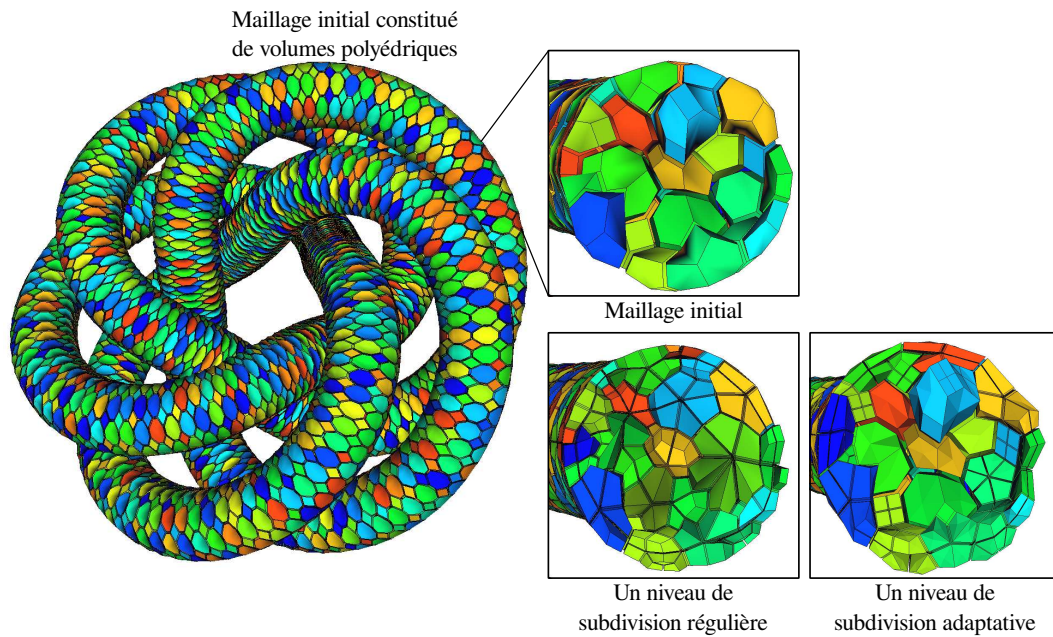 Maillage initial constitué
de volumes polyédriques
Maillage initial
Un niveau de
subdivision régulière
Un niveau de
subdivision adaptative